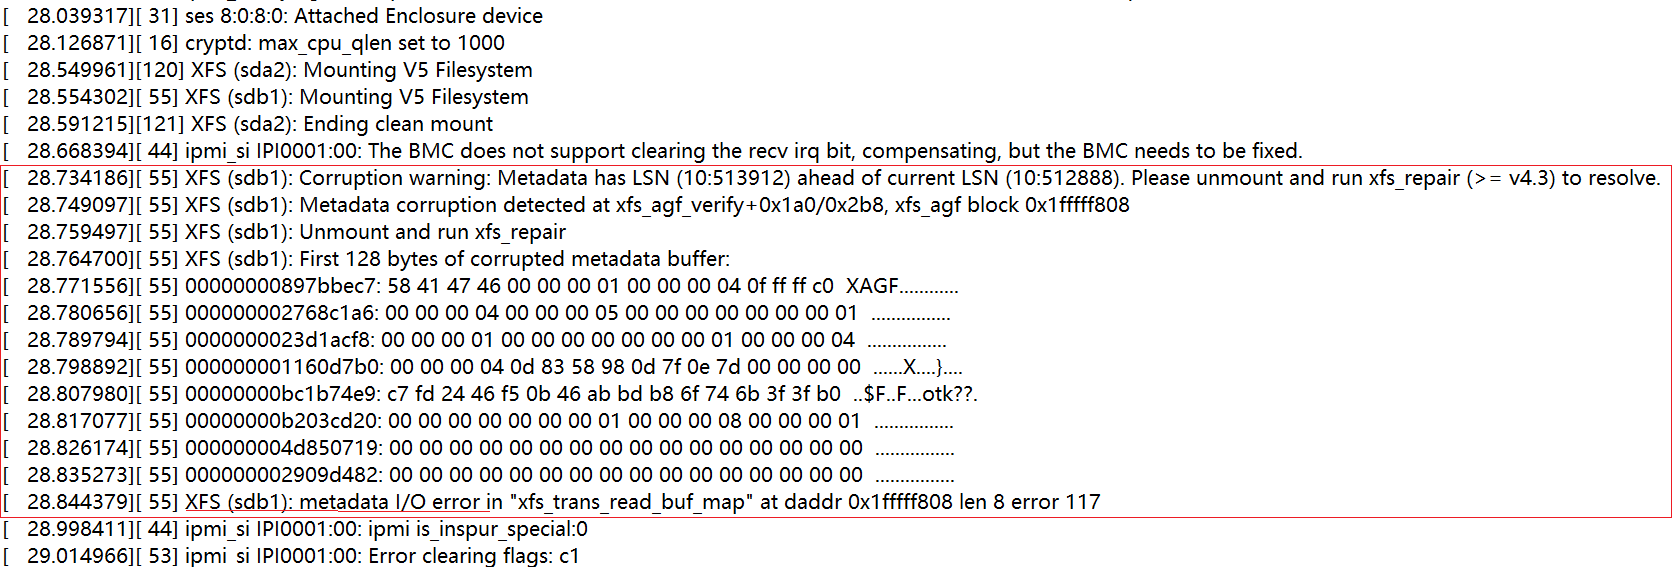 [   28.039317][ 31] ses 8:0:8:0: Attached Enclosure device
[   28.126871][ 16] cryptd: max_cpu_qlen set to 1000
[   28.549961][120] XFS (sda2): Mounting V5 Filesystem
[   28.554302][ 55] XFS (sdb1): Mounting V5 Filesystem
[   28.591215][121] XFS (sda2): Ending clean mount
[   28.668394][ 44] ipmi_si IPI0001:00: The BMC does not support clearing the recv irq bit, compensating, but the BMC needs to be fixed.
[   28.734186][ 55] XFS (sdb1): Corruption warning: Metadata has LSN (10:513912) ahead of current LSN (10:512888). Please unmount and run xfs_repair (>= v4.3) to resolve.
[   28.749097][ 55] XFS (sdb1): Metadata corruption detected at xfs_agf_verify+0x1a0/0x2b8, xfs_agf block 0x1fffff808
[   28.759497][ 55] XFS (sdb1): Unmount and run xfs_repair
[   28.764700][ 55] XFS (sdb1): First 128 bytes of corrupted metadata buffer:
[   28.771556][ 55] 00000000897bbec7: 58 41 47 46 00 00 00 01 00 00 00 04 0f ff ff c0  XAGF............
[   28.780656][ 55] 000000002768c1a6: 00 00 00 04 00 00 00 05 00 00 00 00 00 00 00 01  ................
[   28.789794][ 55] 0000000023d1acf8: 00 00 00 01 00 00 00 00 00 00 00 01 00 00 00 04  ................
[   28.798892][ 55] 000000001160d7b0: 00 00 00 04 0d 83 58 98 0d 7f 0e 7d 00 00 00 00  ......X....}....
[   28.807980][ 55] 00000000bc1b74e9: c7 fd 24 46 f5 0b 46 ab bd b8 6f 74 6b 3f 3f b0  ..$F..F...otk??.
[   28.817077][ 55] 00000000b203cd20: 00 00 00 00 00 00 00 01 00 00 00 08 00 00 00 01  ................
[   28.826174][ 55] 000000004d850719: 00 00 00 00 00 00 00 00 00 00 00 00 00 00 00 00  ................
[   28.835273][ 55] 000000002909d482: 00 00 00 00 00 00 00 00 00 00 00 00 00 00 00 00  ................
[   28.844379][ 55] XFS (sdb1): metadata I/O error in "xfs_trans_read_buf_map" at daddr 0x1fffff808 len 8 error 117
[   28.998411][ 44] ipmi_si IPI0001:00: ipmi is_inspur_special:0
[   29.014966][ 53] ipmi_si IPI0001:00: Error clearing flags: c1